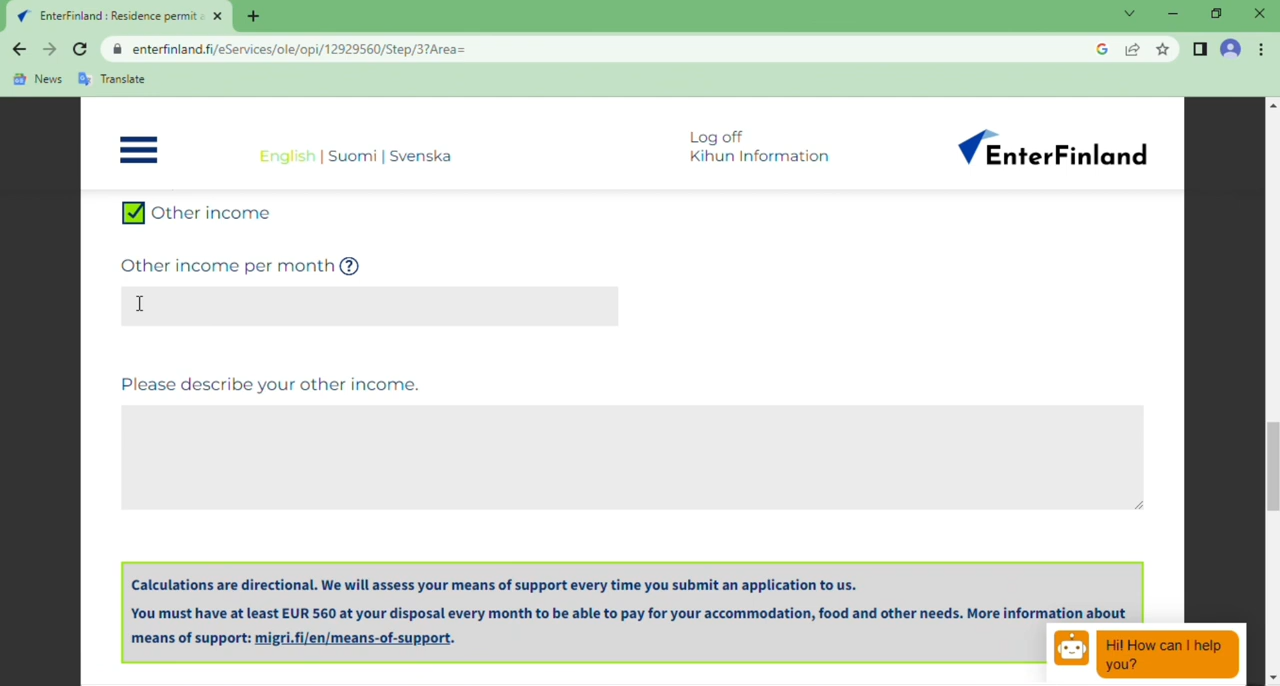 EnterFinland : Residence permit a
enterfinland.fi/eServices/ole/opi/12929560/Step/3?Area=
News Translate
English | Suomi | Svenska
Log off
Kihun Information
EnterFinland
Other income
Other income per month ?
Please describe your other income.
Calculations are directional. We will assess your means of support every time you submit an application to us.
You must have at least EUR 560 at your disposal every month to be able to pay for your accommodation, food and other needs. More information about
means of support: migri.fi/en/means-of-support.
Hi! How can I help
you?